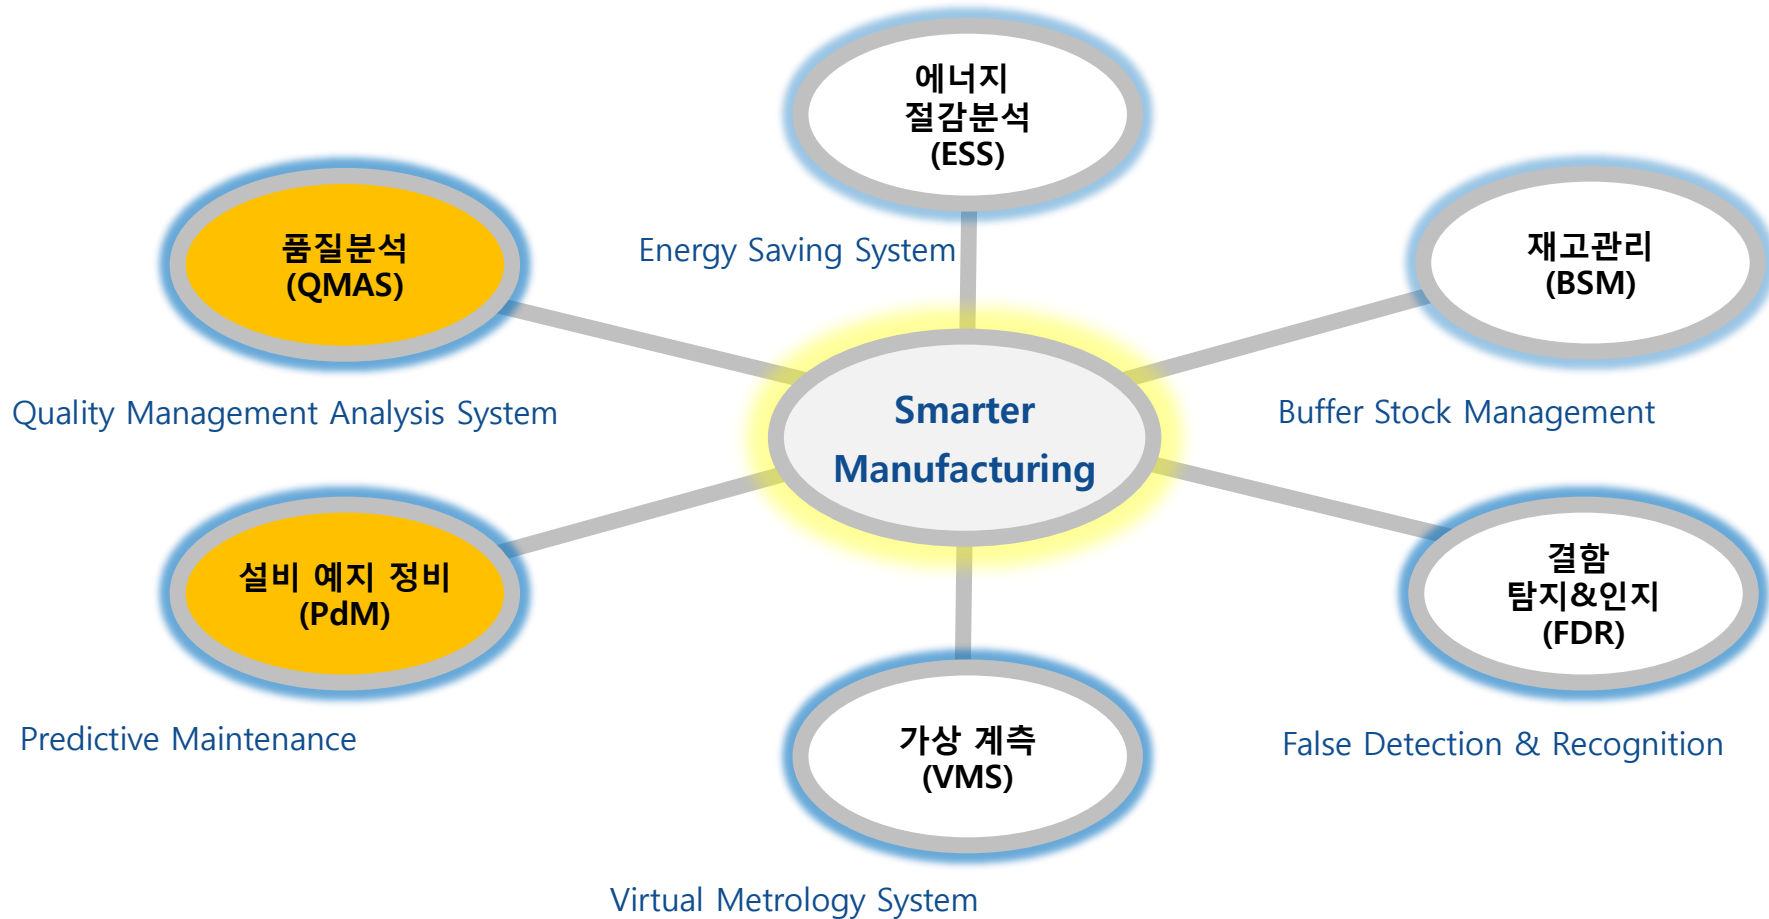 에너지
절감분석
(ESS)
Energy Saving System
품질분석
(QMAS)
Quality Management Analysis System
재고관리
(BSM)
Buffer Stock Management
Smarter
Manufacturing
설비 예지 정비
(PdM)
Predictive Maintenance
결함
탐지&인지
(FDR)
False Detection & Recognition
가상 계측
(VMS)
Virtual Metrology System